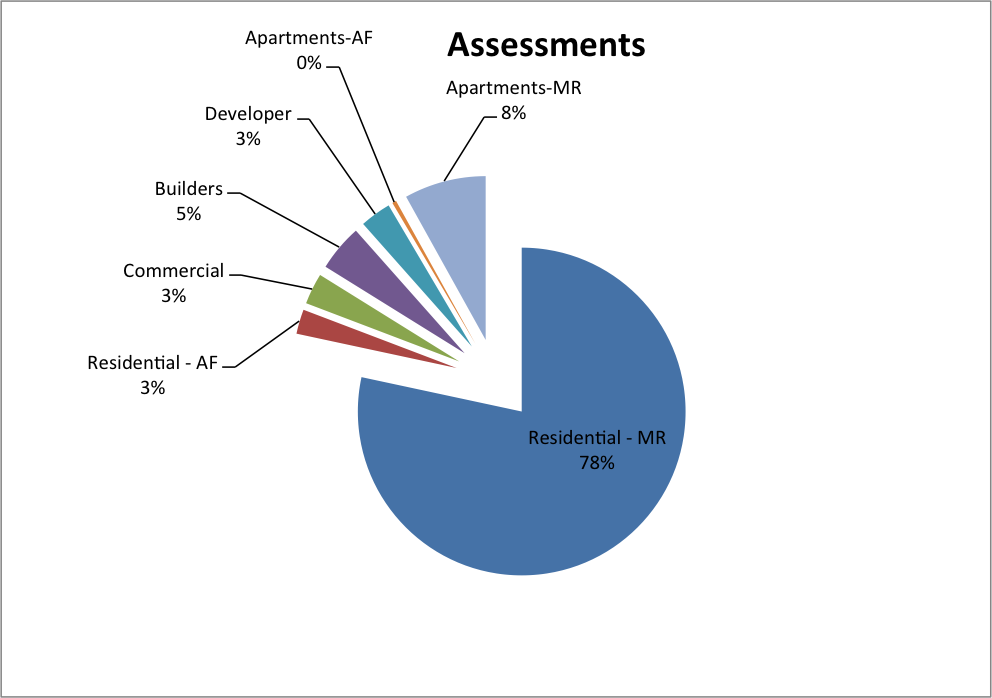 Assessments
Apartments-AF
0%
Apartments-MR
8%
Developer
3%
Builders
5%
Commercial
3%
Residential - AF
3%
Residential - MR
78%